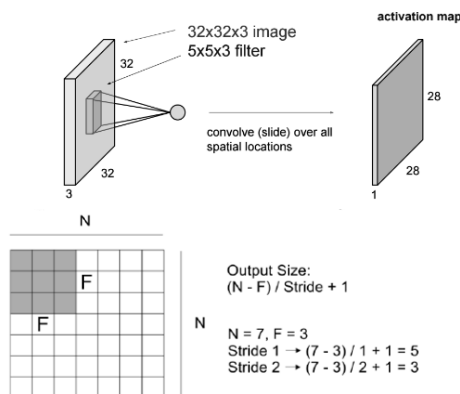 activation map
32x32x3 image
5x5x3 filter
32
28
convolve (slide) over all
spatial locations
32
28
3
1
N
F
F
N
Output Size:
(N - F) / Stride + 1
N = 7, F = 3
Stride 1 → (7 - 3) / 1 + 1 = 5
Stride 2 → (7 - 3) / 2 + 1 = 3